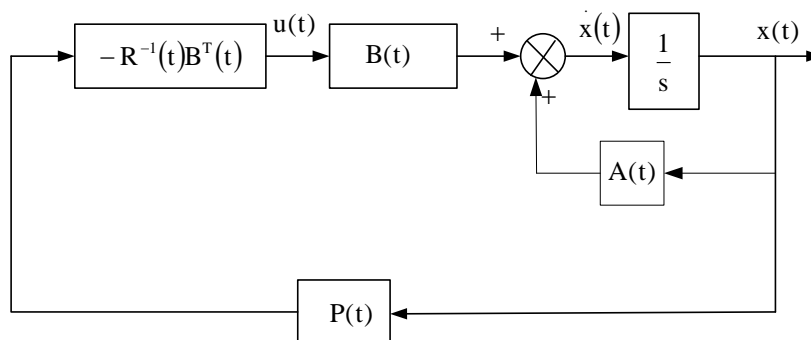 − R⁻¹(t)Bᵀ(t)
u(t)
B(t)
+
+
ẋ(t)
1
s
x(t)
A(t)
P(t)